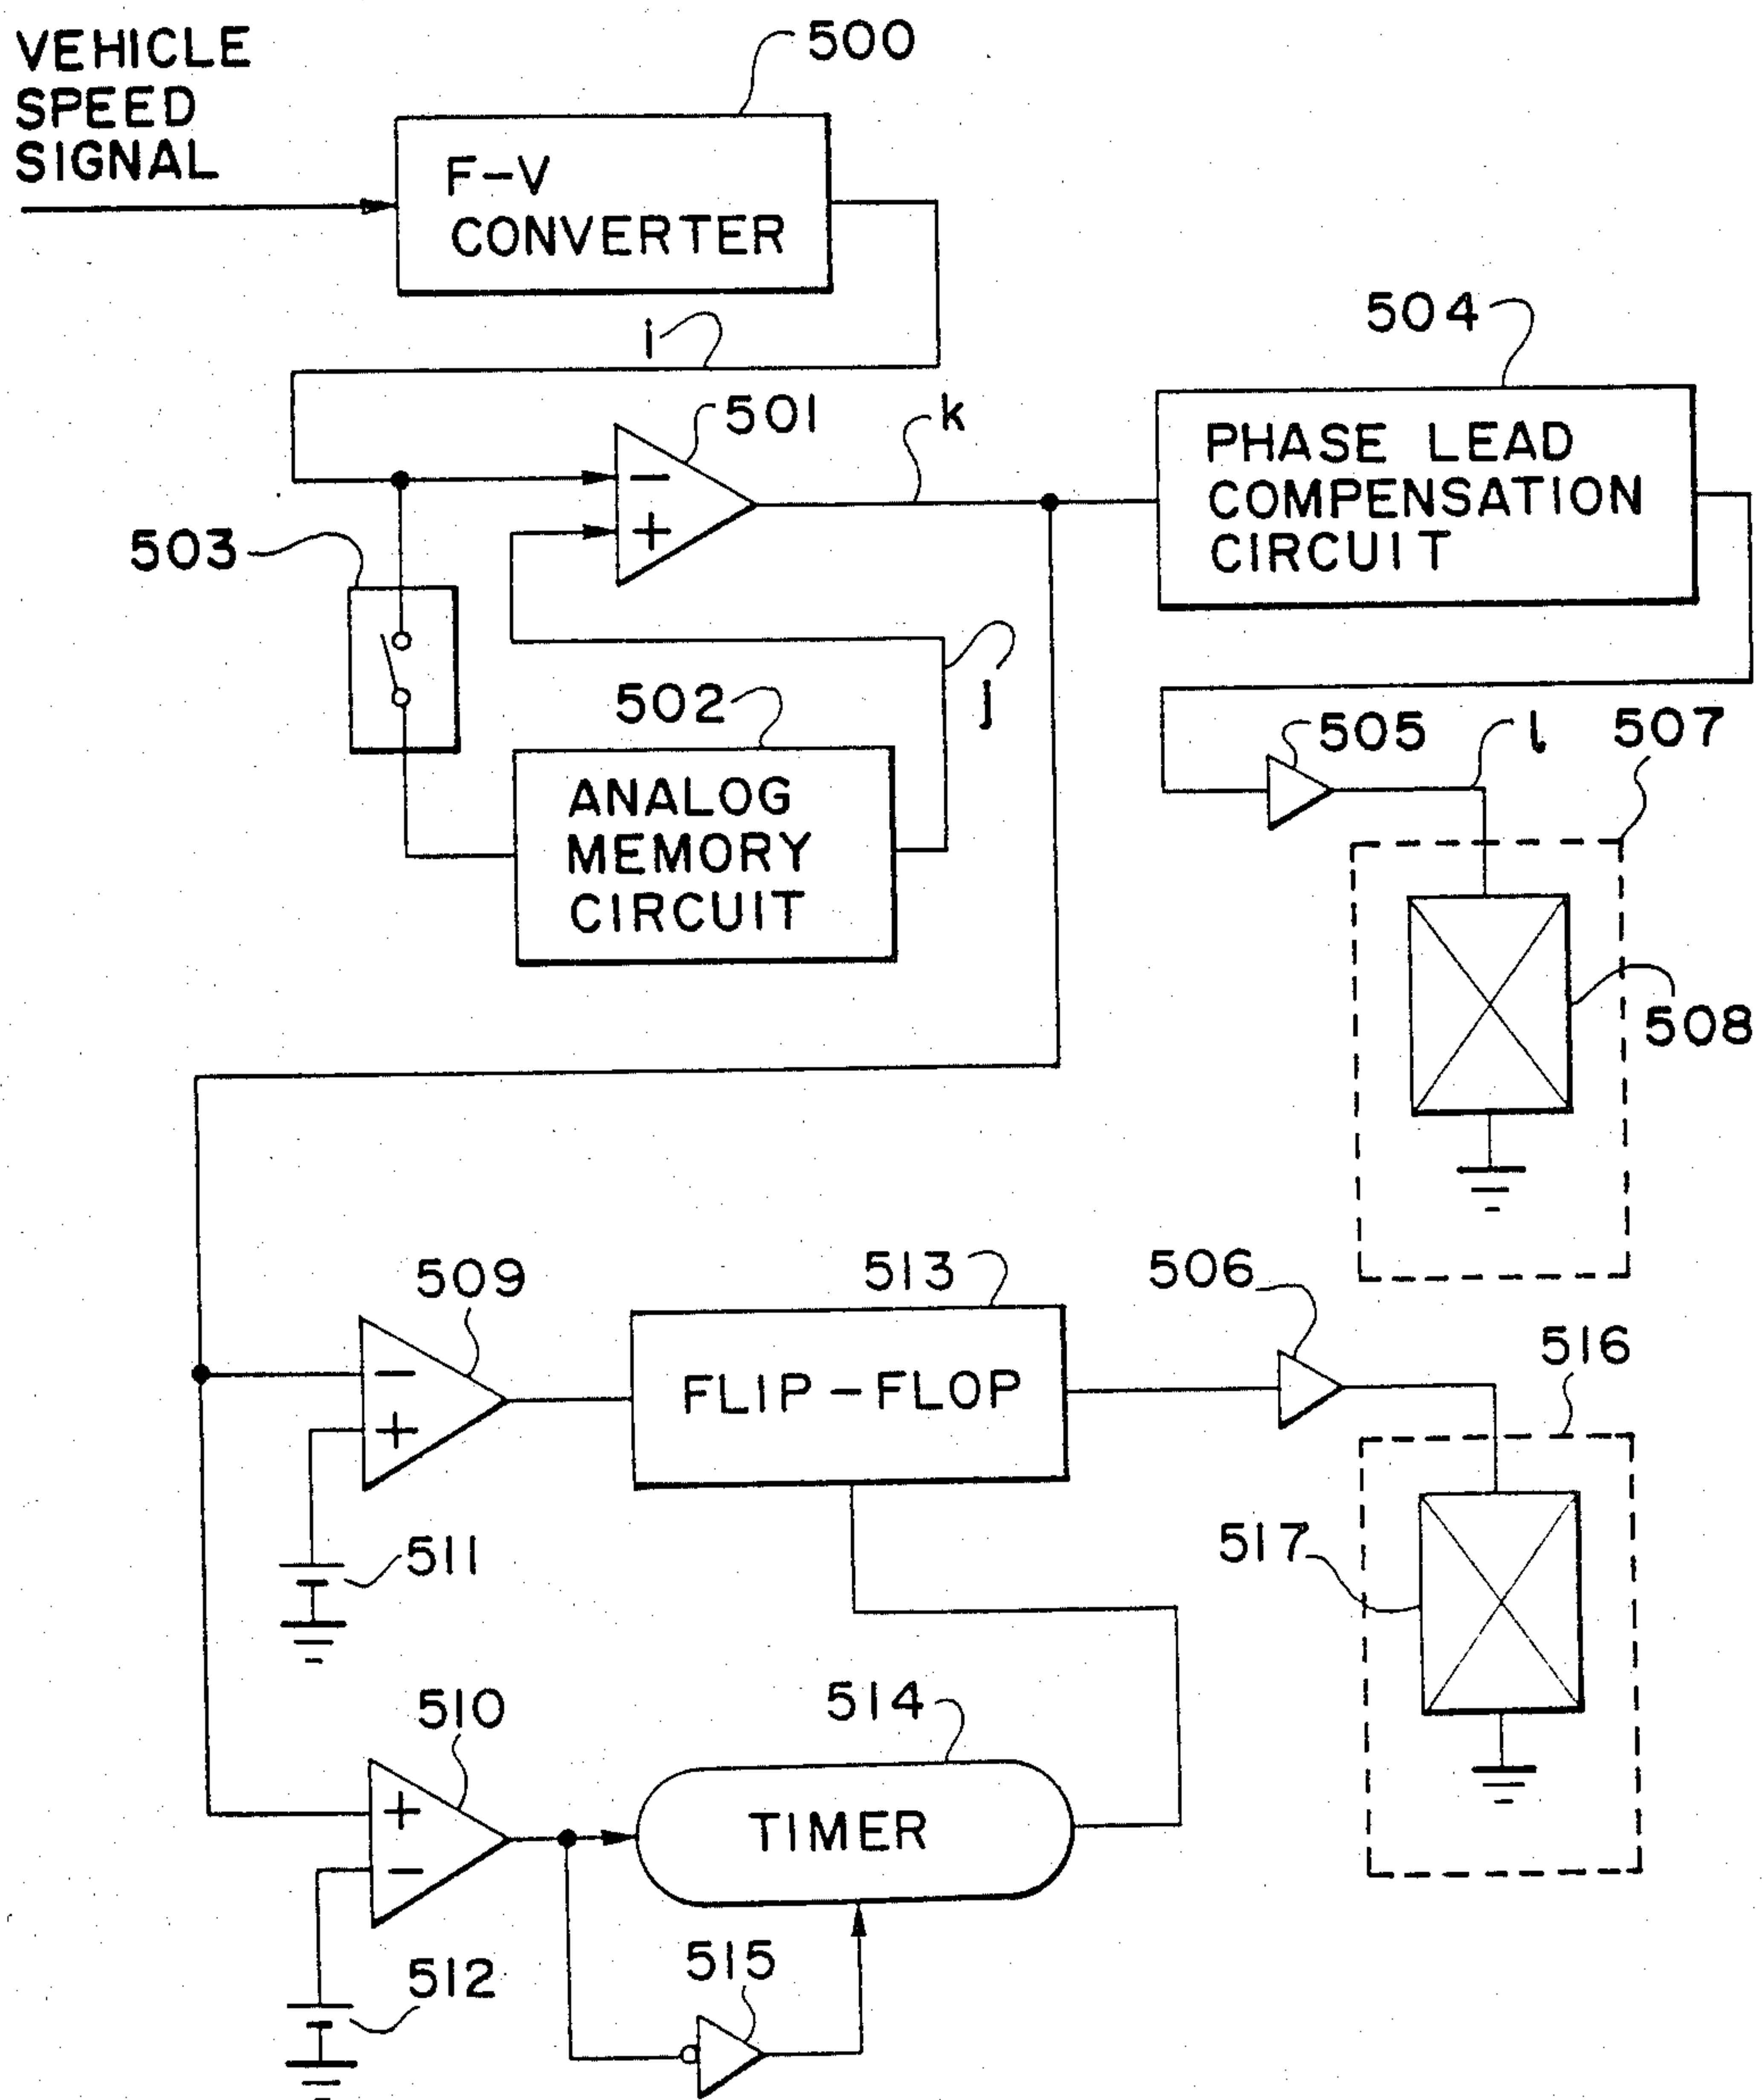 VEHICLE
SPEED
SIGNAL
500
F-V
CONVERTER
i
504
501
k
PHASE LEAD
COMPENSATION
CIRCUIT
-
+
503
j
502
ANALOG
MEMORY
CIRCUIT
505
l
507
508
509
513
506
516
-
+
FLIP-FLOP
511
517
510
514
+
-
TIMER
512
515